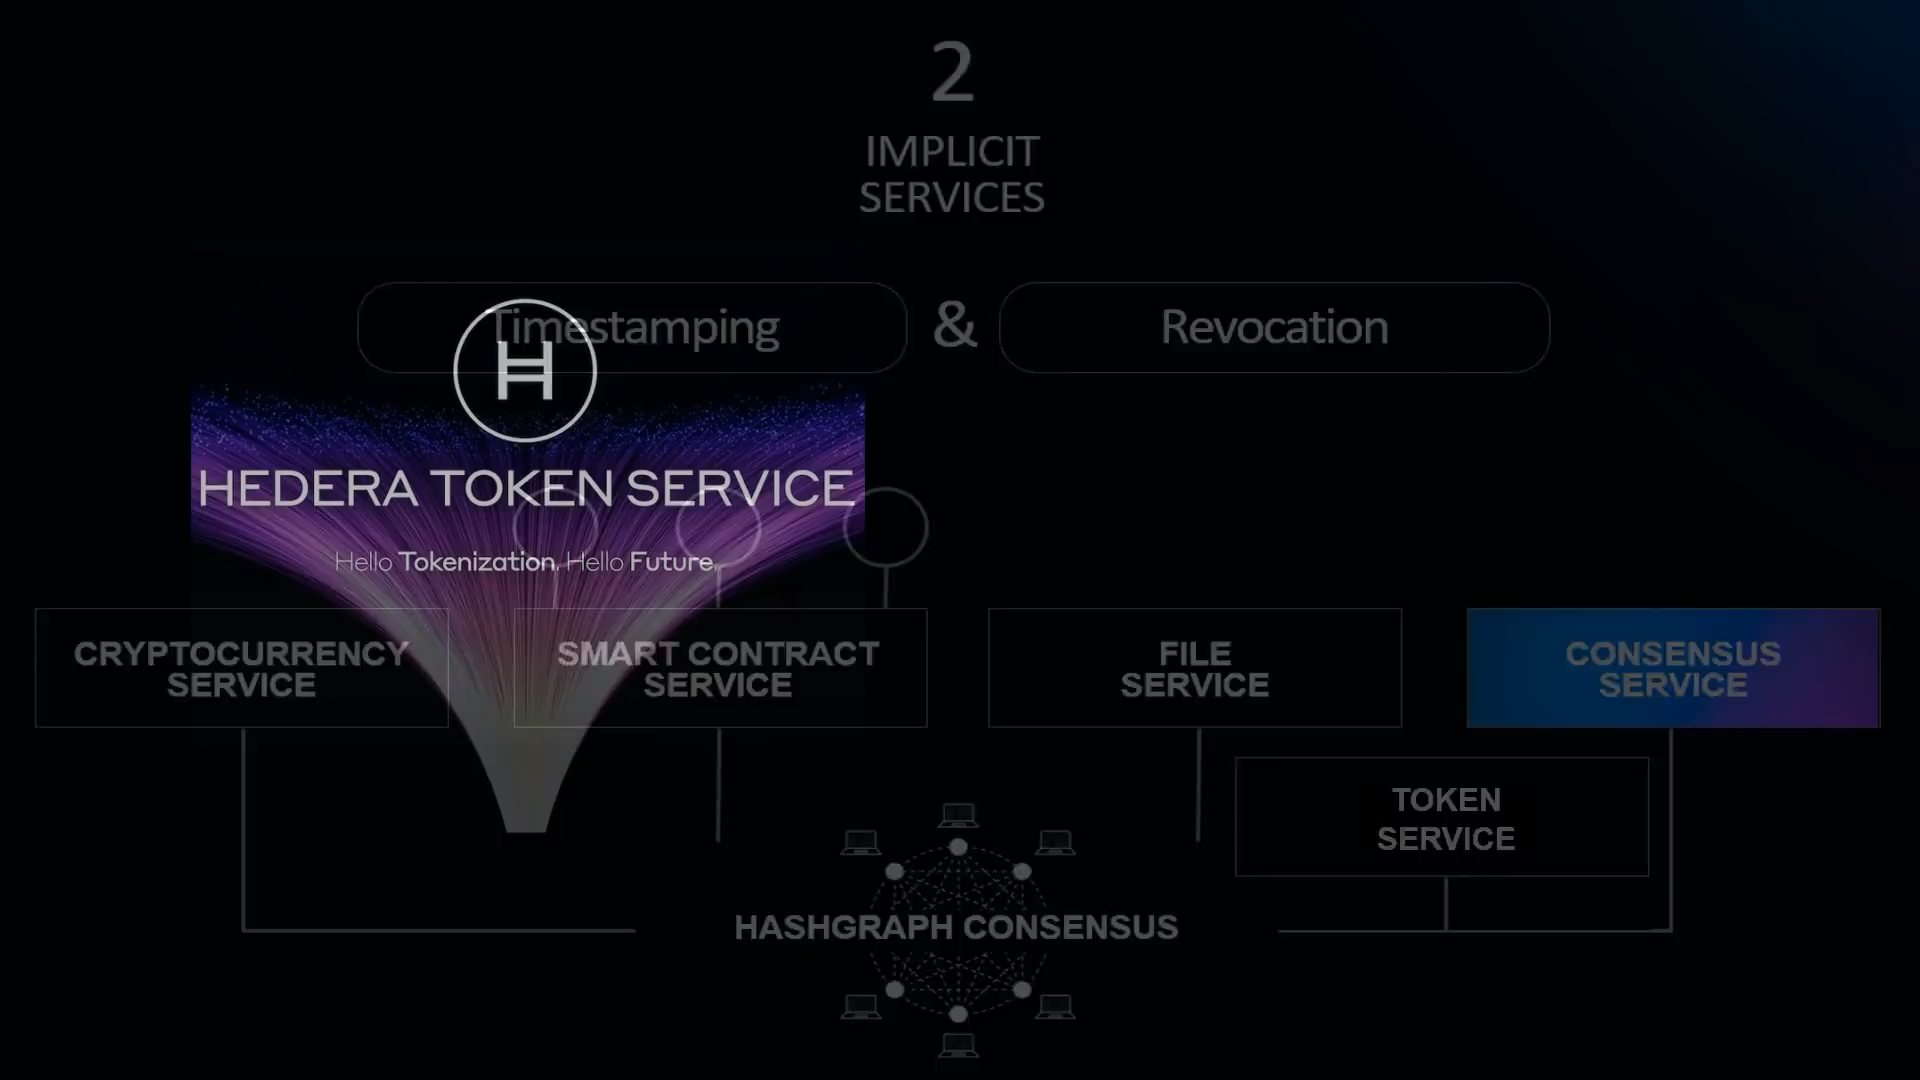 2
IMPLICIT
SERVICES
Timestamping
&
Revocation
H
HEDERA TOKEN SERVICE
Hello Tokenization. Hello Future.
CRYPTOCURRENCY
SERVICE
SMART CONTRACT
SERVICE
FILE
SERVICE
CONSENSUS
SERVICE
TOKEN
SERVICE
HASHGRAPH CONSENSUS